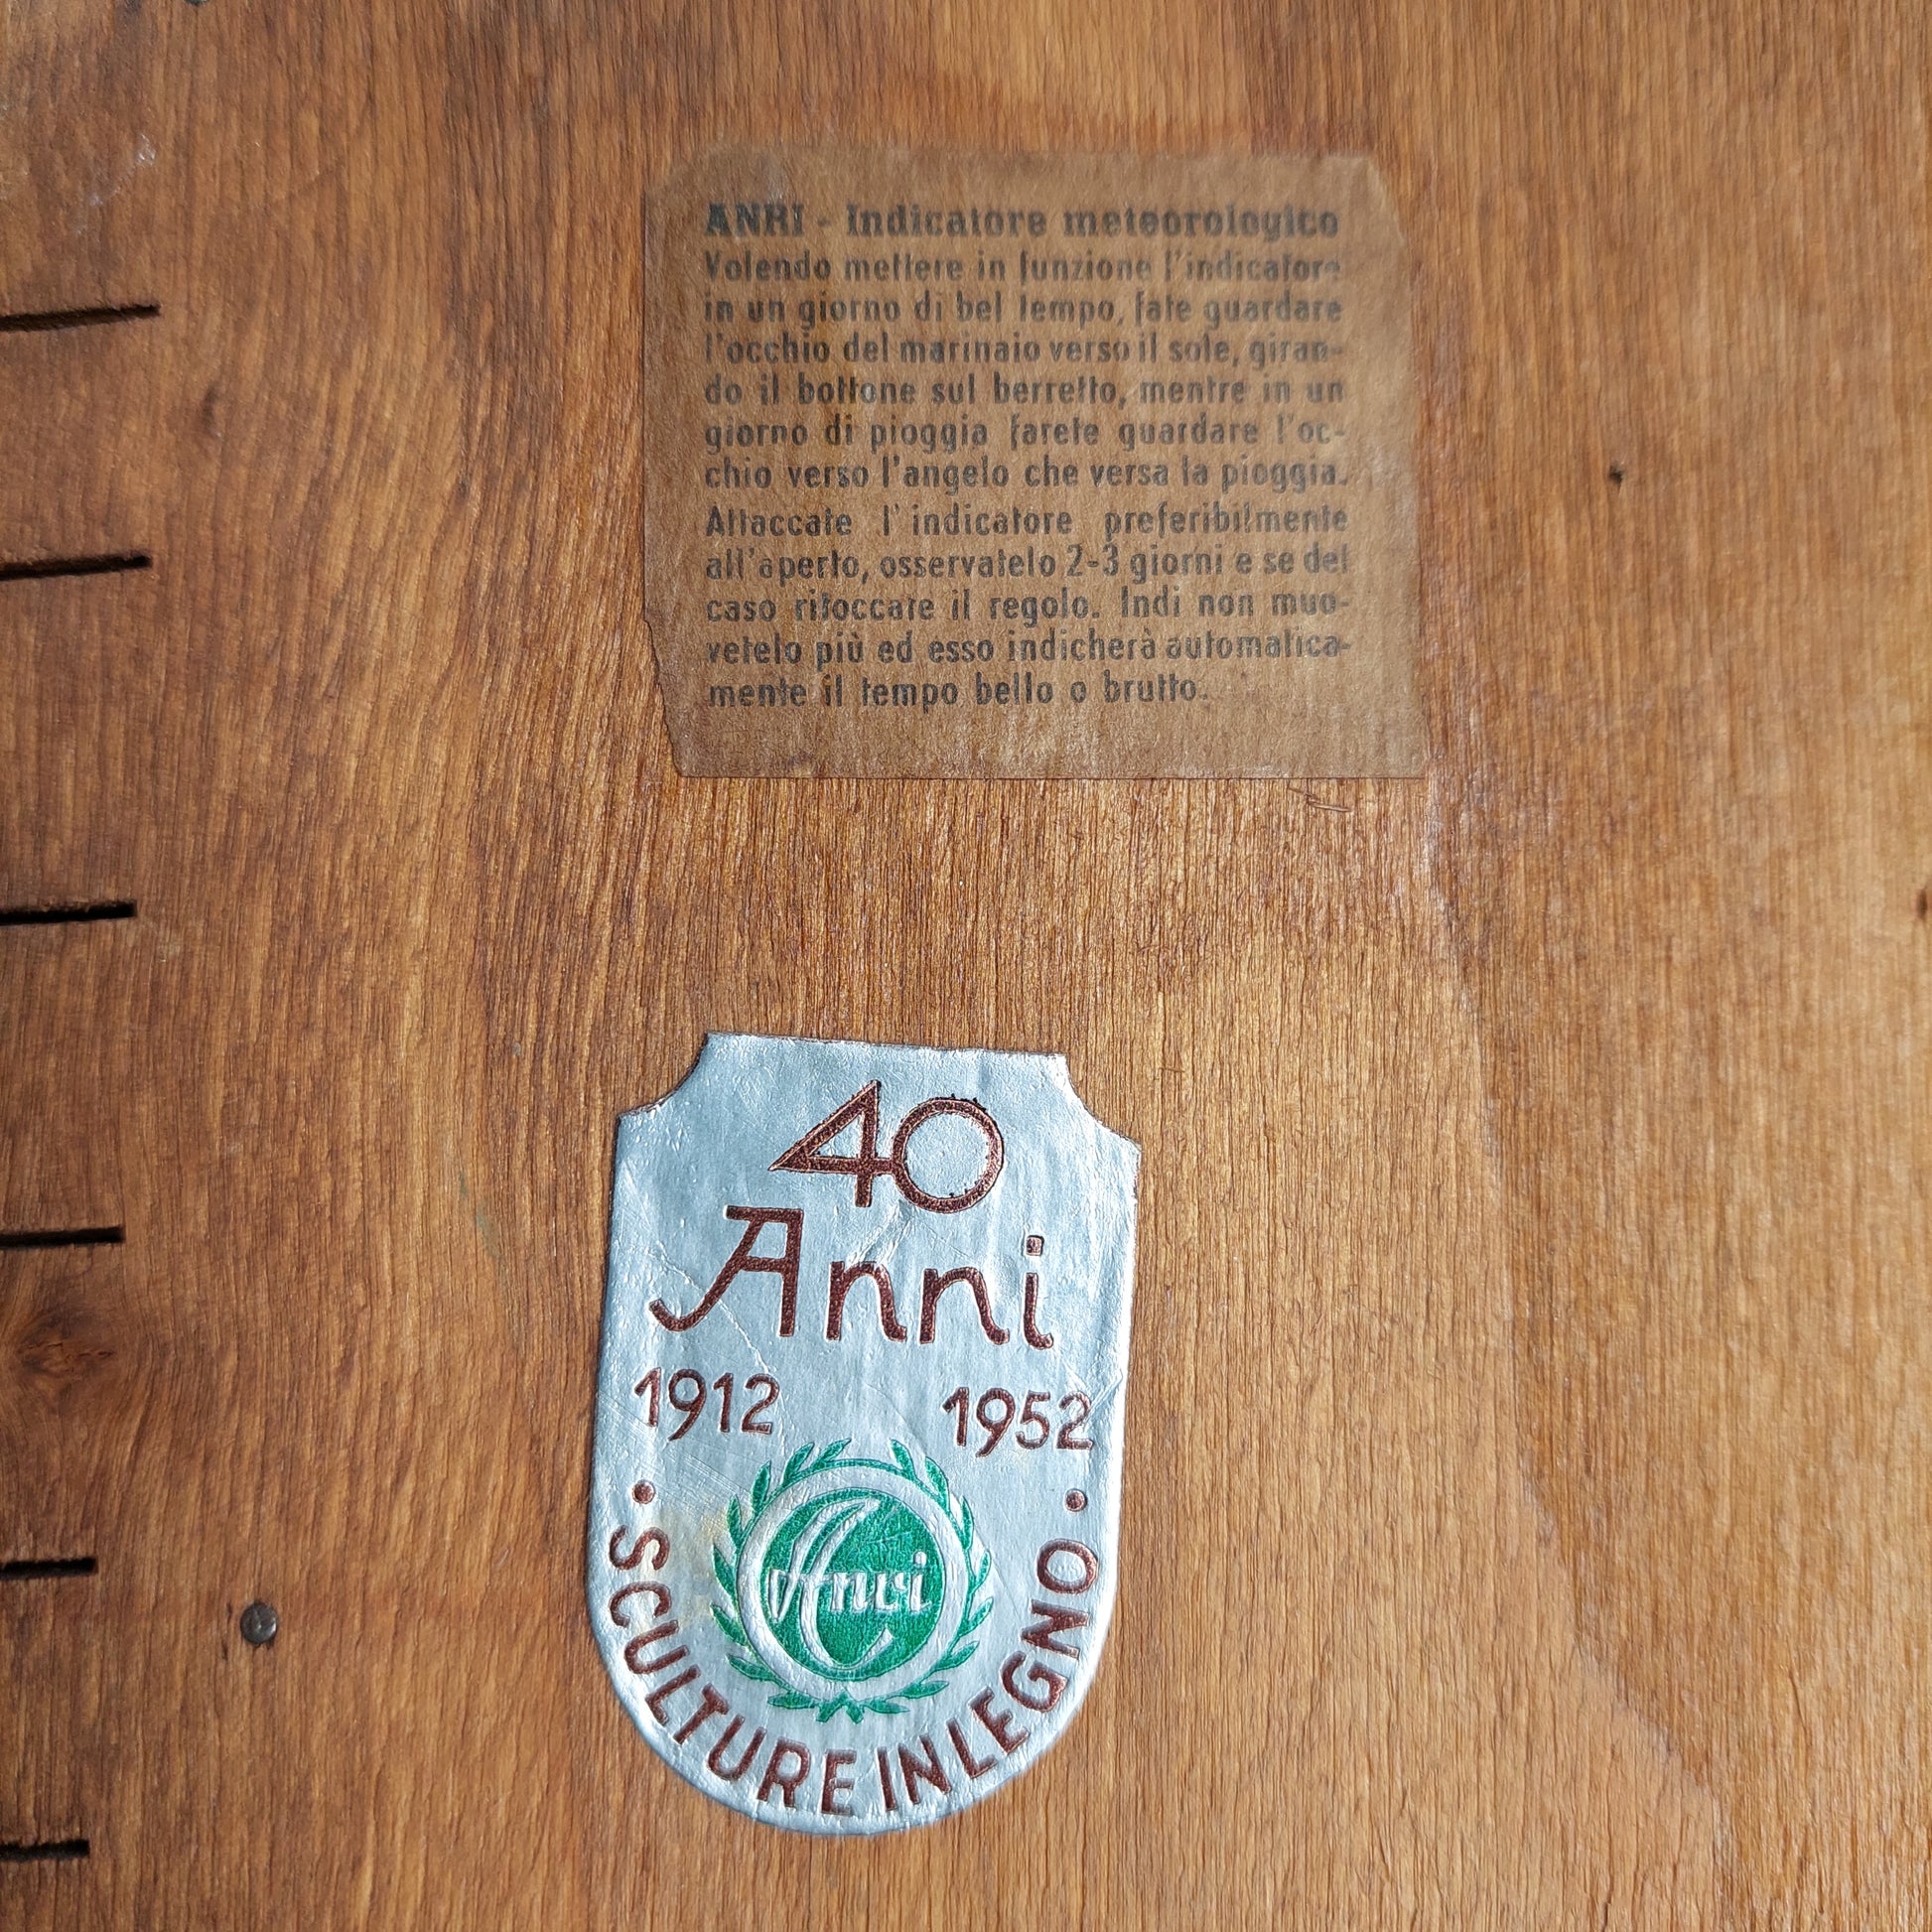 ANRI - Indicatore meteorologico
Volendo mettere in funzione l'indicatore
in un giorno di bel tempo, fate guardare
l'occhio del marinaio verso il sole, giran-
do il bottone sul berretto, mentre in un
giorno di pioggia farete guardare l'oc-
chio verso l'angelo che versa la pioggia.
Attaccate l'indicatore preferibilmente
all'aperto, osservatelo 2-3 giorni e se del
caso ritoccate il regolo. Indi non muo-
vetelo più ed esso indicherà automatica-
mente il tempo bello o brutto.
40
Anni
1912 1952
Anri
• SCULTURE IN LEGNO •